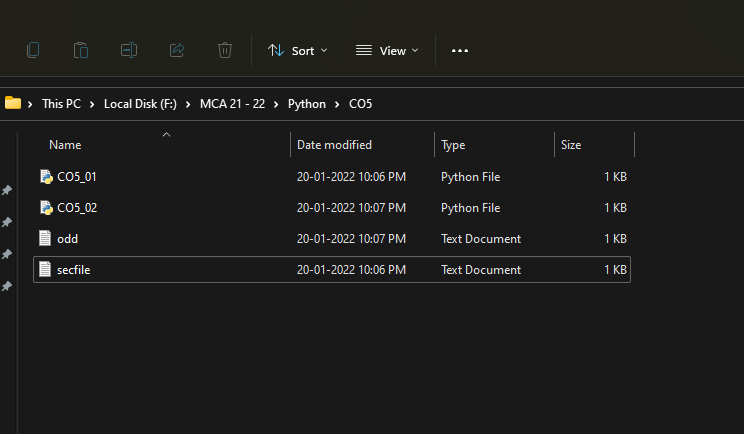 Sort View
This PC Local Disk (F:) MCA 21 - 22 Python CO5
Name Date modified Type Size
CO5_01 20-01-2022 10:06 PM Python File 1 KB
CO5_02 20-01-2022 10:07 PM Python File 1 KB
odd 20-01-2022 10:07 PM Text Document 1 KB
secfile 20-01-2022 10:06 PM Text Document 1 KB